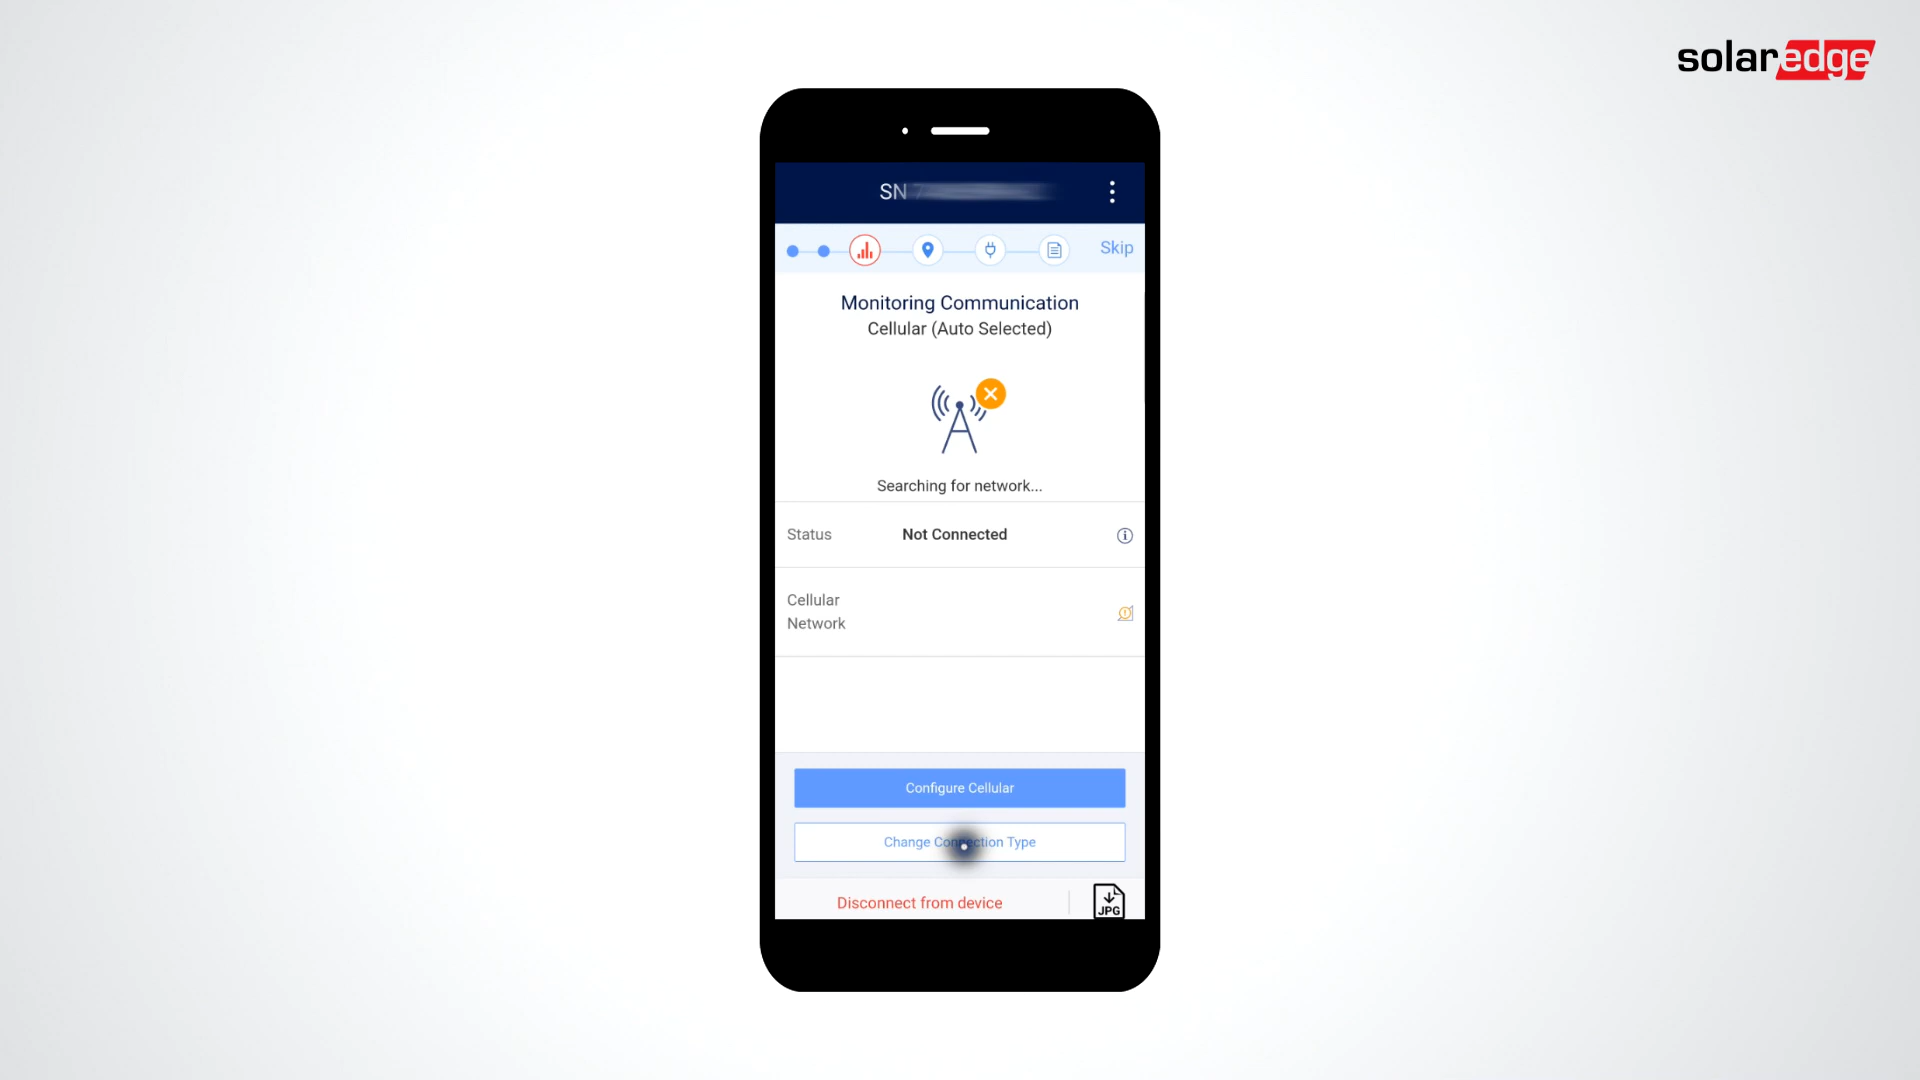 solaredge
SN 7
Skip
Monitoring Communication
Cellular (Auto Selected)
Searching for network...
Status Not Connected
Cellular
Network
Configure Cellular
Change Connection Type
Disconnect from device
JPG